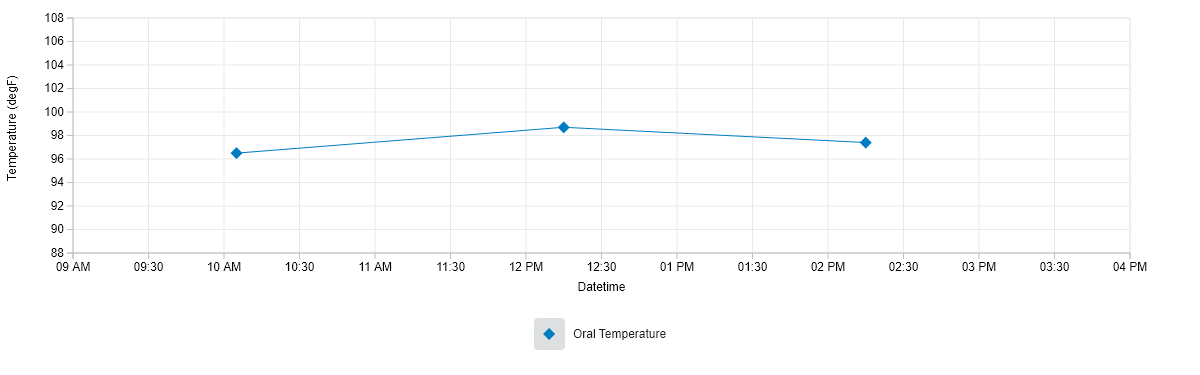 108
106
104
102
100
98
96
94
92
90
88
Temperature (degF)
09 AM 09:30 10 AM 10:30 11 AM 11:30 12 PM 12:30 01 PM 01:30 02 PM 02:30 03 PM 03:30 04 PM
Datetime
Oral Temperature